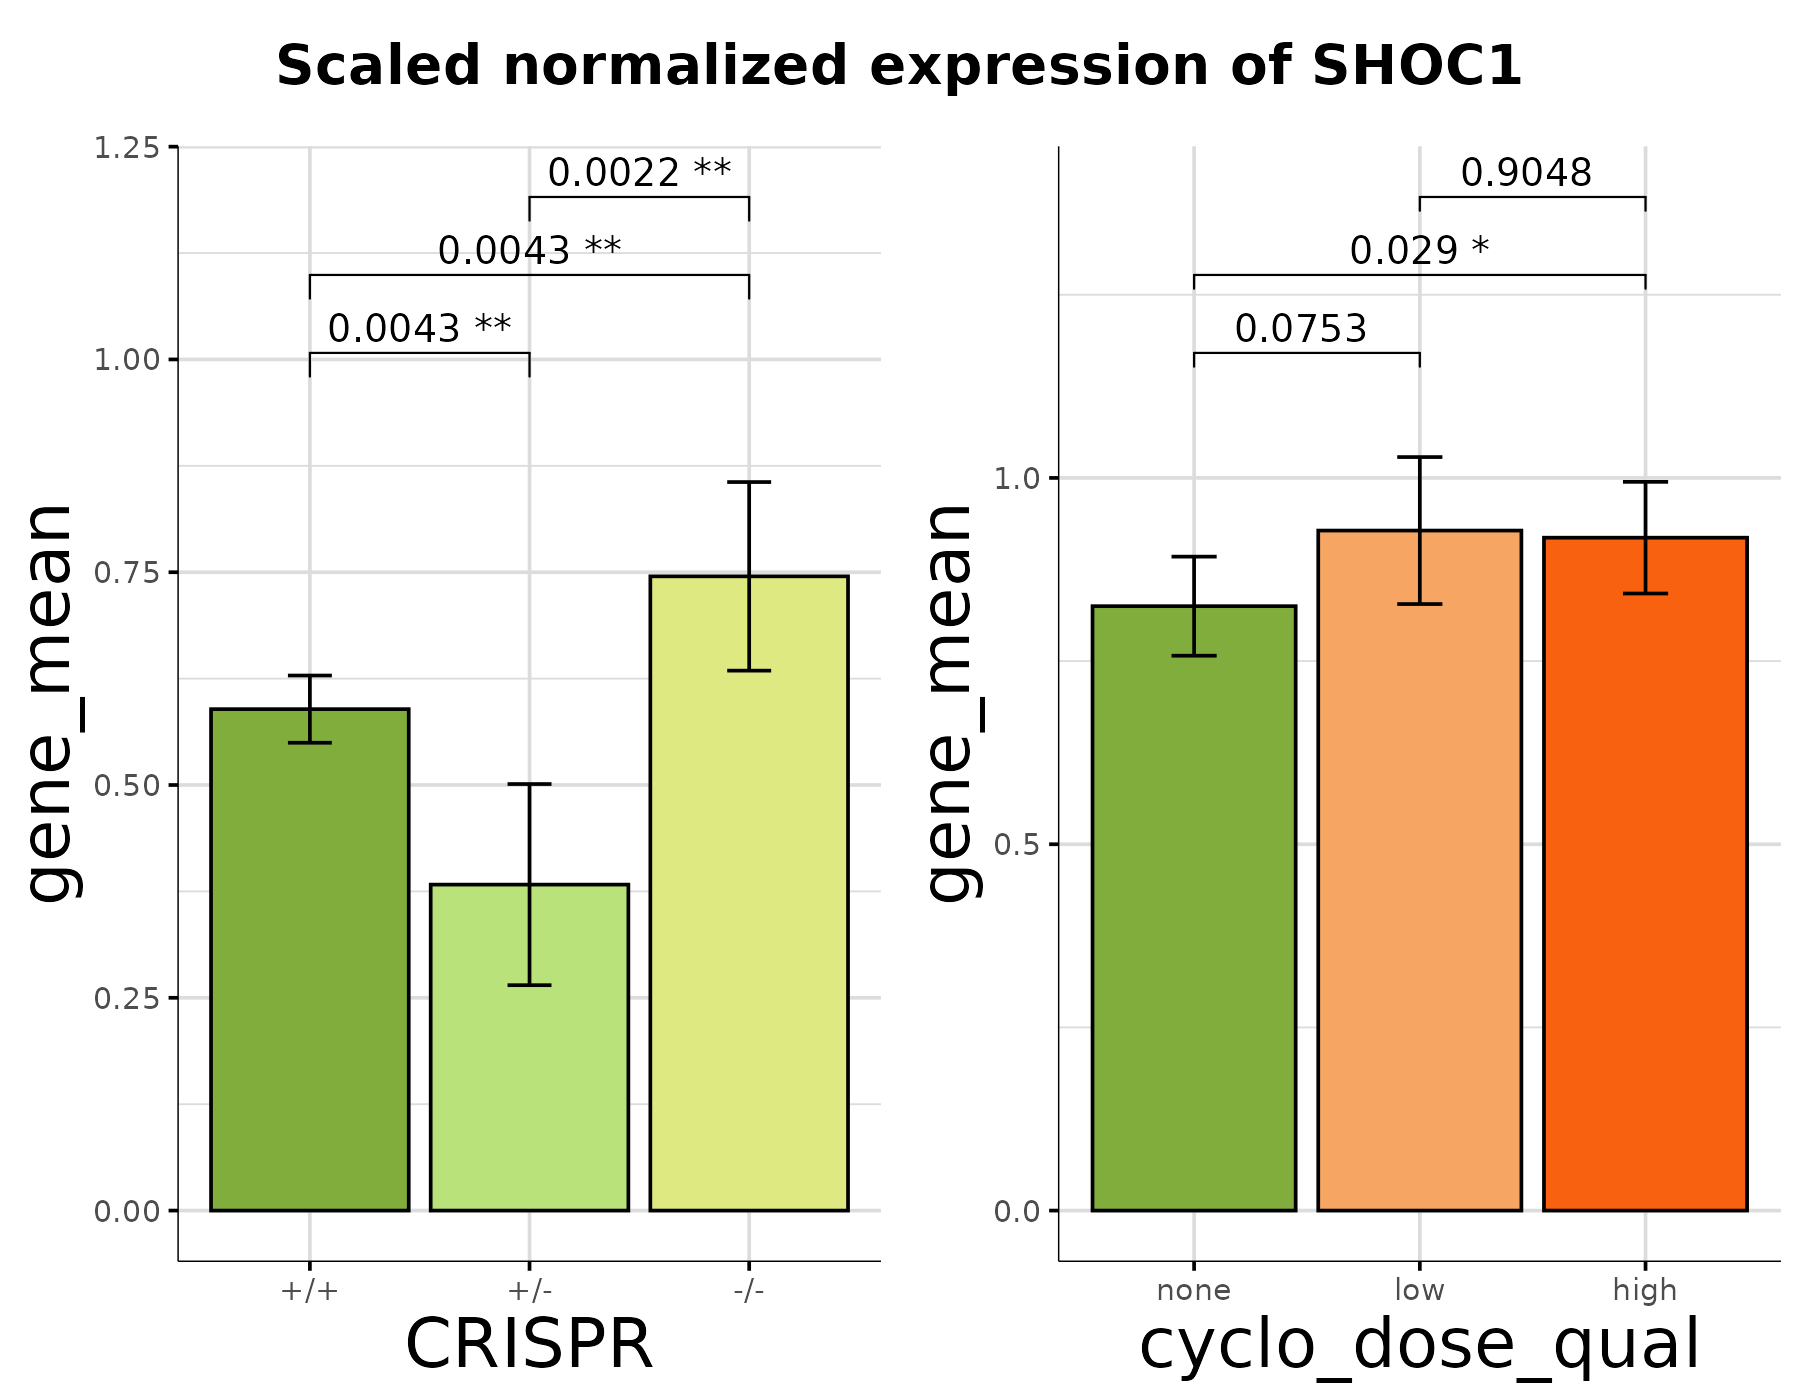 Scaled normalized expression of SHOC1
gene_mean
1.25
1.00
0.75
0.50
0.25
0.00
0.0022 **
0.0043 **
0.0043 **
+/+ +/- -/-
CRISPR
gene_mean
1.0
0.5
0.0
0.9048
0.029 *
0.0753
none low high
cyclo_dose_qual